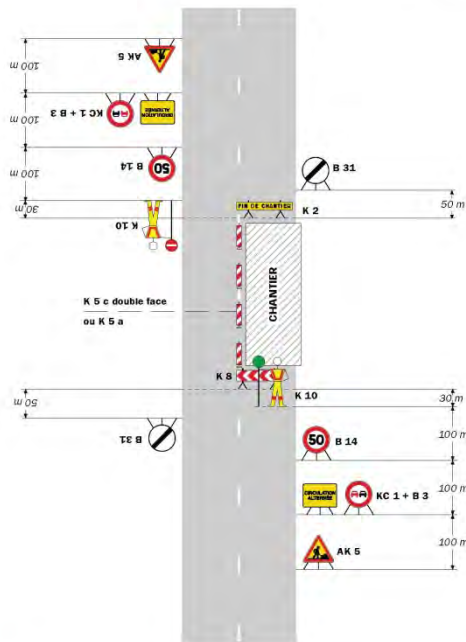 AK 5
100 m
KC 1 + B 3
CIRCULATION
ALTERNÉE
100 m
B 14
50
100 m
K 10
30 m
B 31
50 m
FIN DE CHANTIER
K 2
CHANTIER
K 5 c double face
ou K 5 a
K 8
K 10
30 m
50 m
B 31
50
B 14
100 m
CIRCULATION
ALTERNÉE
KC 1 + B 3
100 m
AK 5
100 m